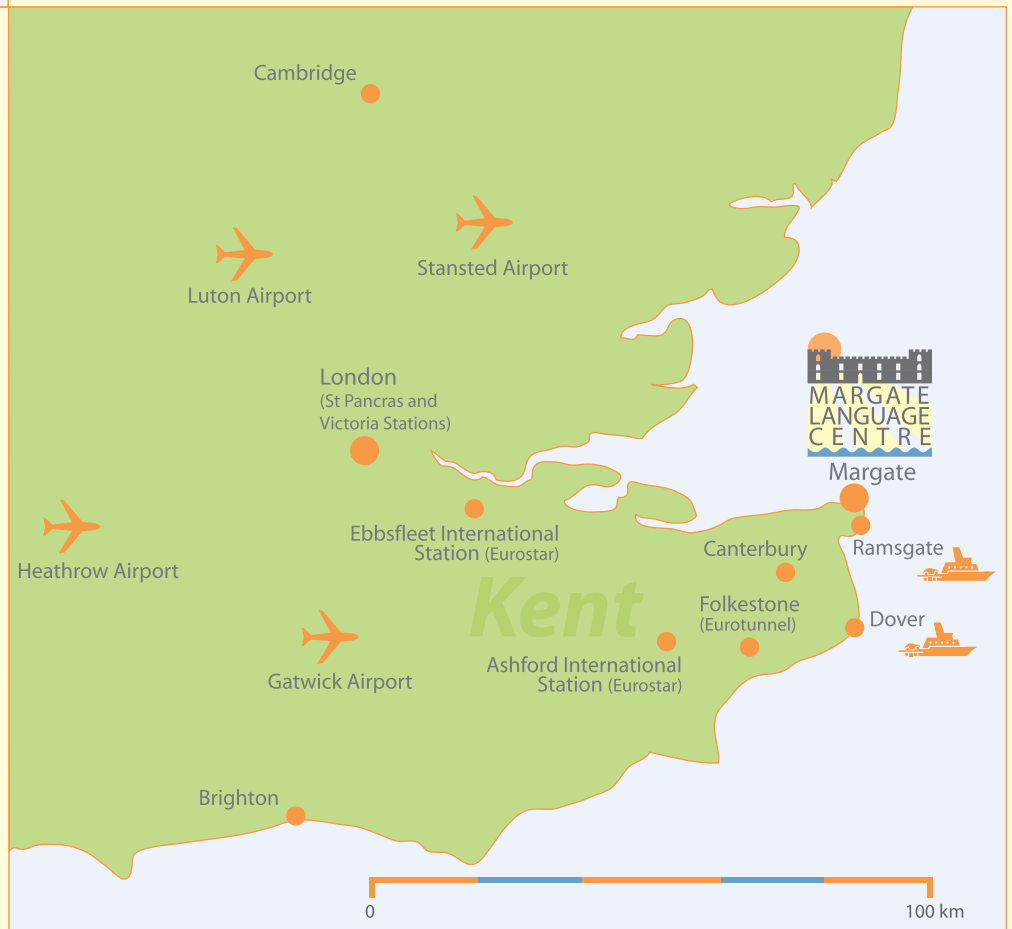 Cambridge
Stansted Airport
Luton Airport
London
(St Pancras and
Victoria Stations)
MARGATE
LANGUAGE
CENTRE
Margate
Ebbsfleet International
Station (Eurostar)
Heathrow Airport
Canterbury
Ramsgate
Kent
Folkestone
(Eurotunnel)
Dover
Ashford International
Station (Eurostar)
Gatwick Airport
Brighton
0
100 km